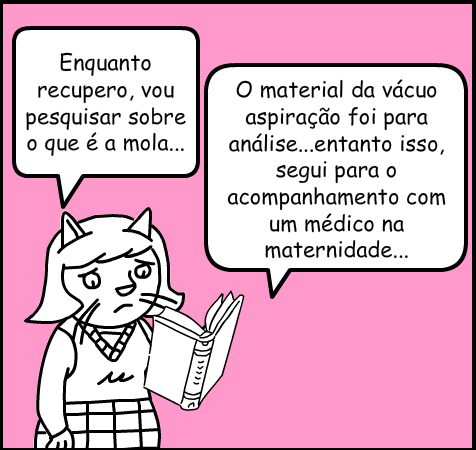 Enquanto
recupero, vou
pesquisar sobre
o que é a mola...
O material da vácuo
aspiração foi para
análise...entanto isso,
segui para o
acompanhamento com
um médico na
maternidade...